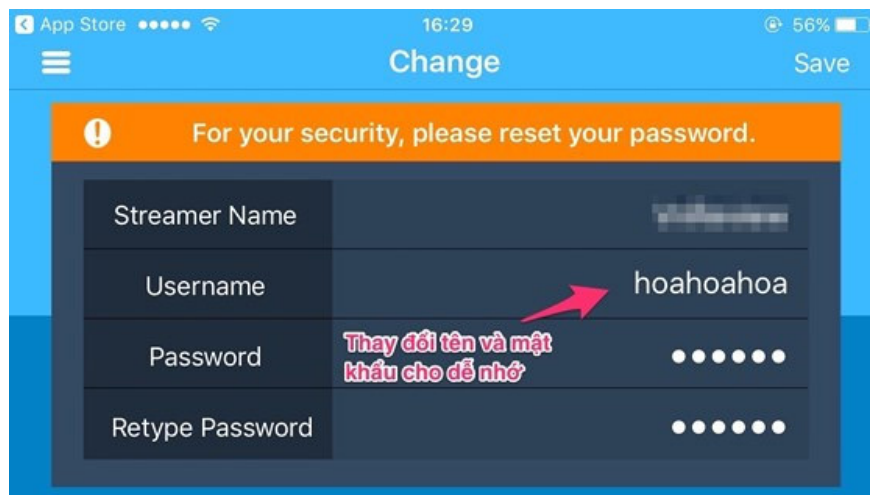 App Store 16:29 56%
Change Save
For your security, please reset your password.
Streamer Name
Username hoahoahoa
Thay đổi tên và mật
khẩu cho dễ nhớ
Password
Retype Password